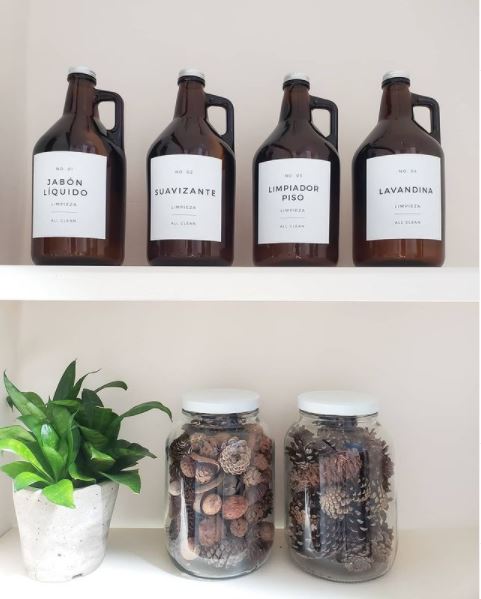 NO. 01
JABÓN
LÍQUIDO
LIMPIEZA
ALL CLEAN
NO. 02
SUAVIZANTE
LIMPIEZA
ALL CLEAN
NO. 03
LIMPIADOR
PISO
LIMPIEZA
ALL CLEAN
NO. 04
LAVANDINA
LIMPIEZA
ALL CLEAN